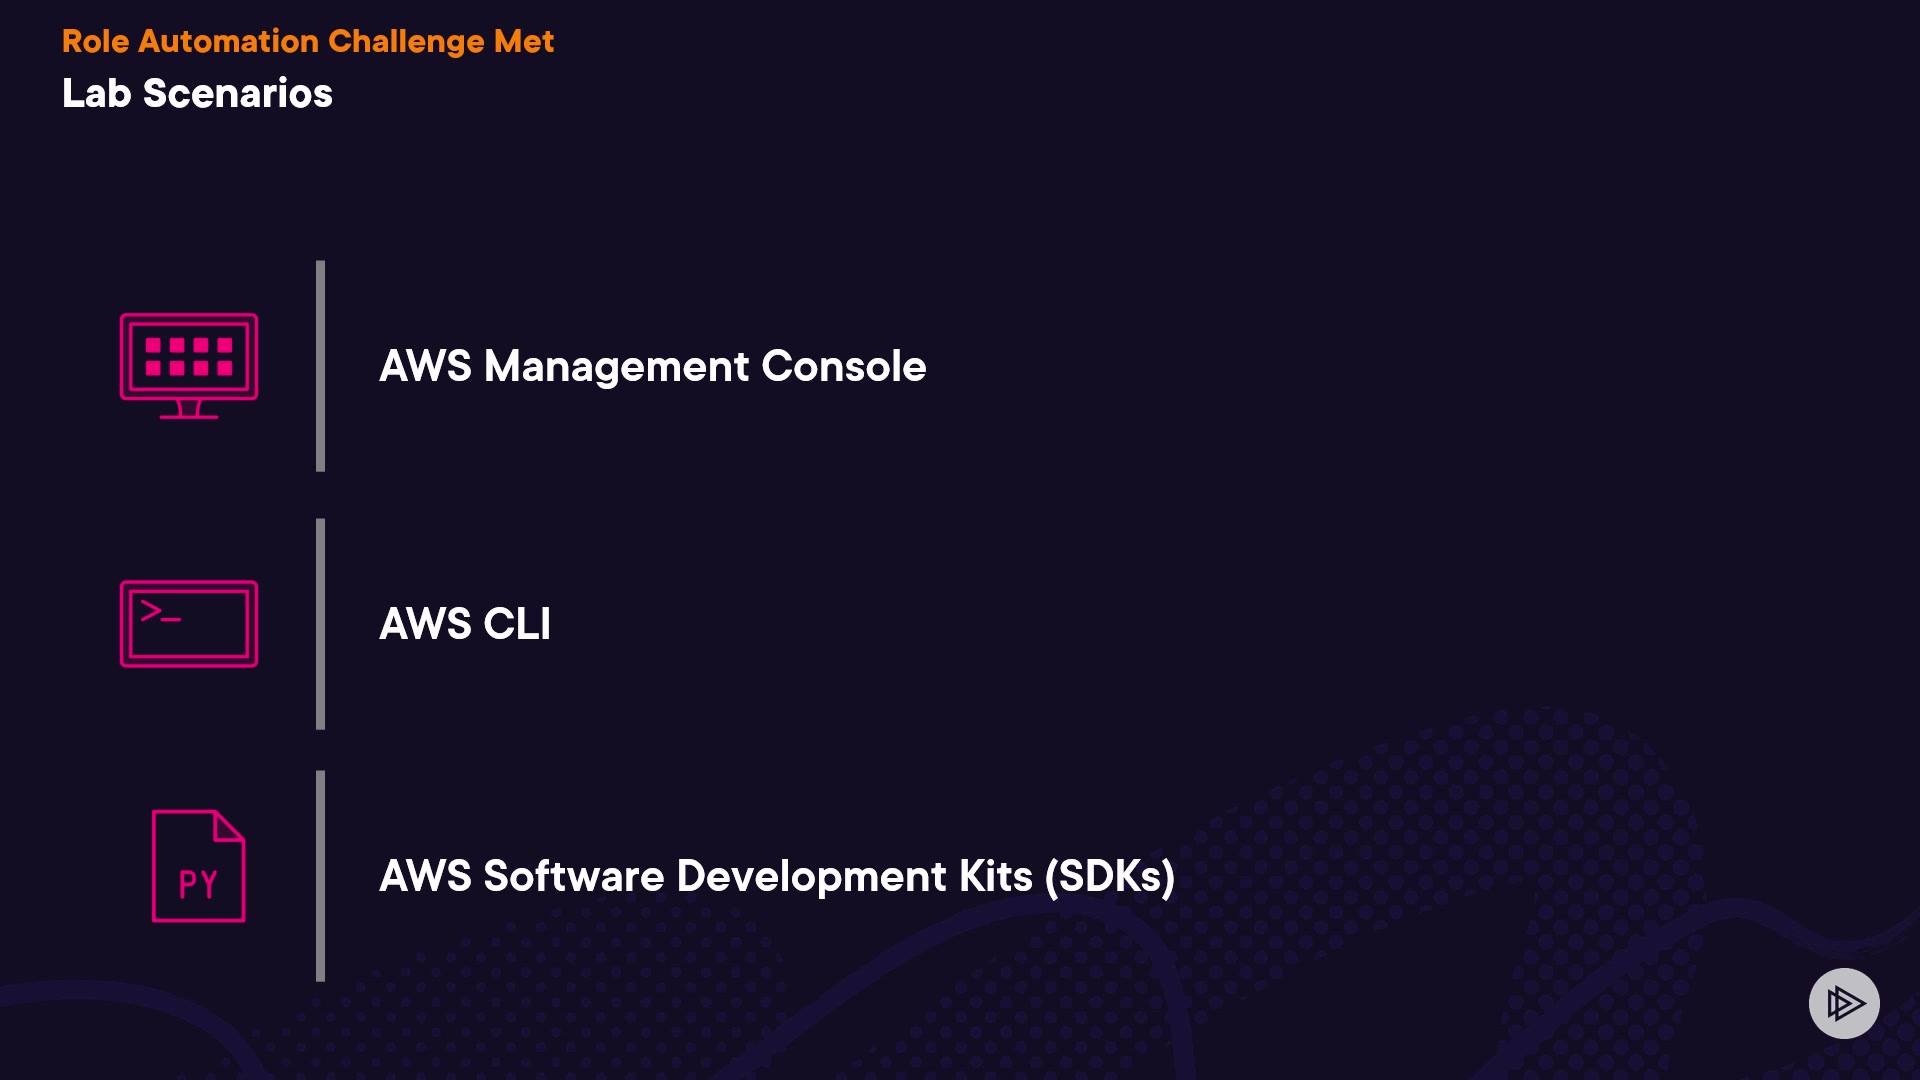 Role Automation Challenge Met
Lab Scenarios
AWS Management Console
>_
AWS CLI
PY
AWS Software Development Kits (SDKs)